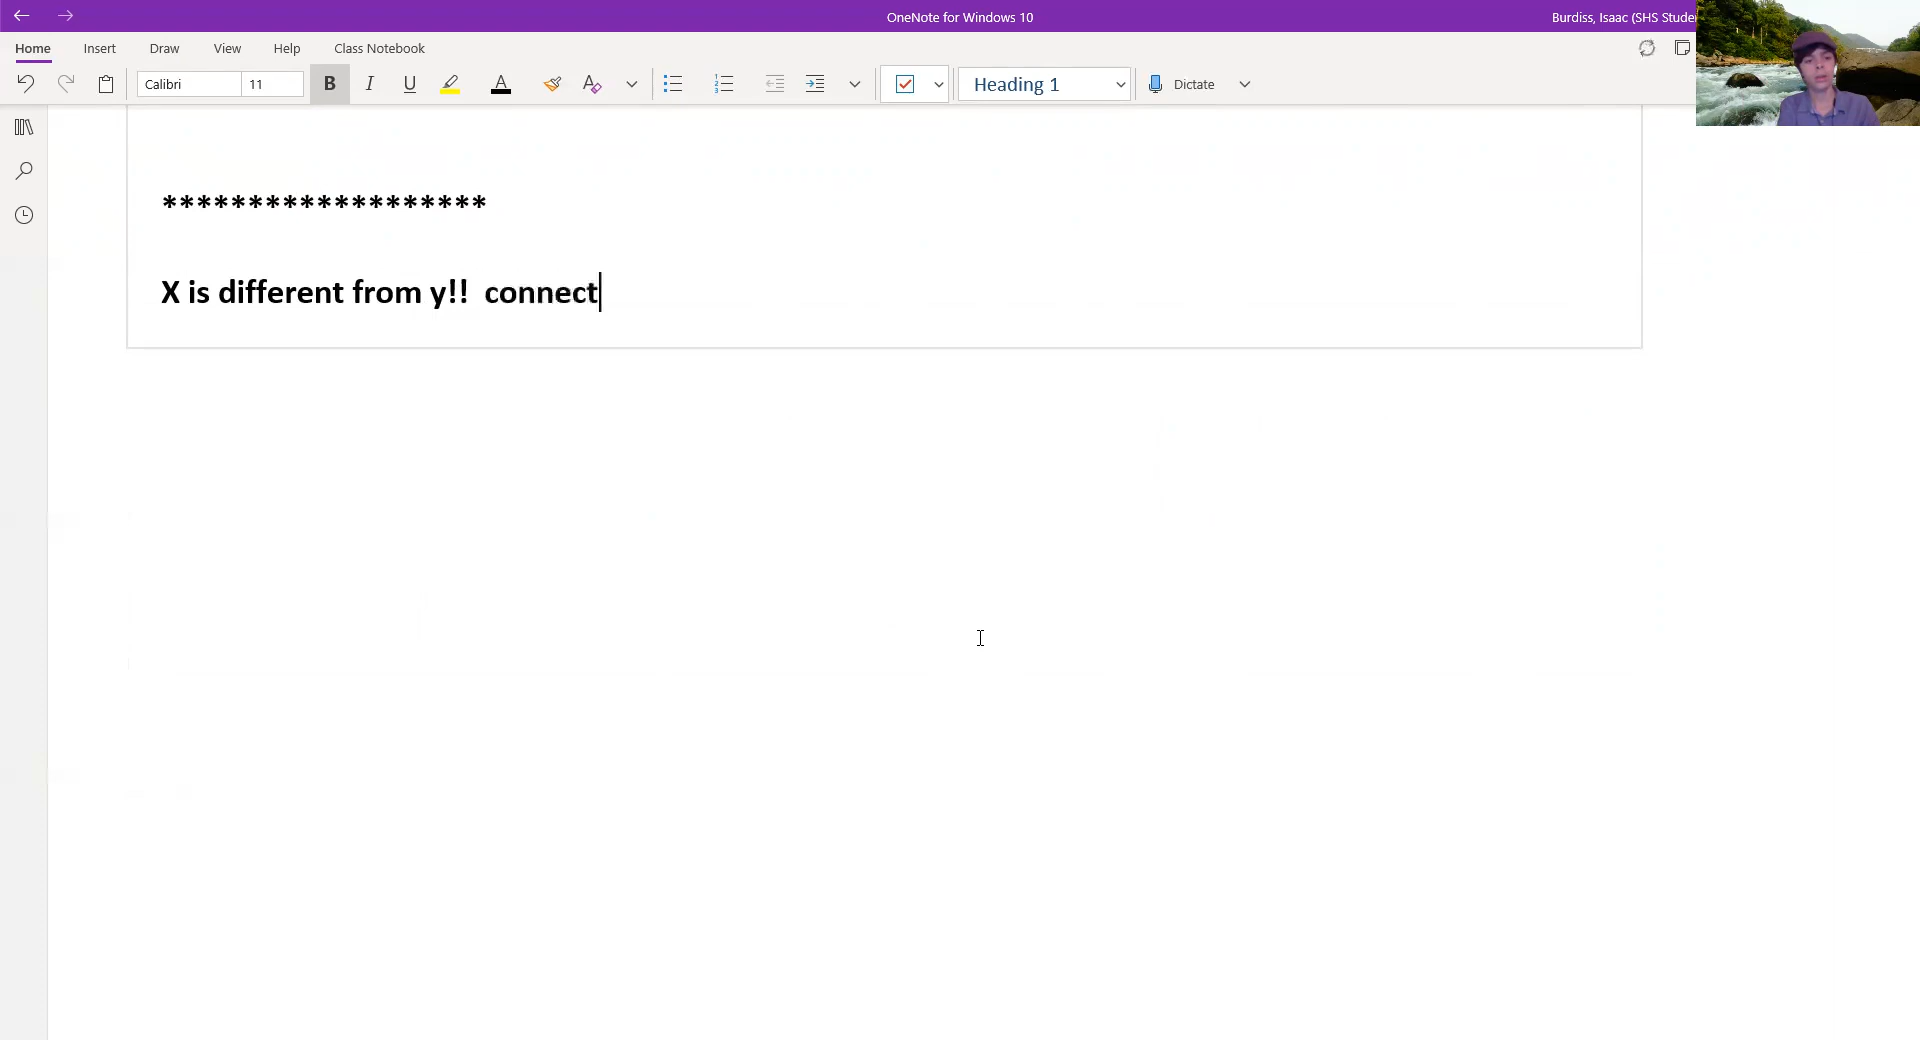 OneNote for Windows 10
Burdiss, Isaac (SHS Stude
Home Insert Draw View Help Class Notebook
Calibri 11 B I U A A Heading 1 Dictate
*******************
X is different from y!!  connect